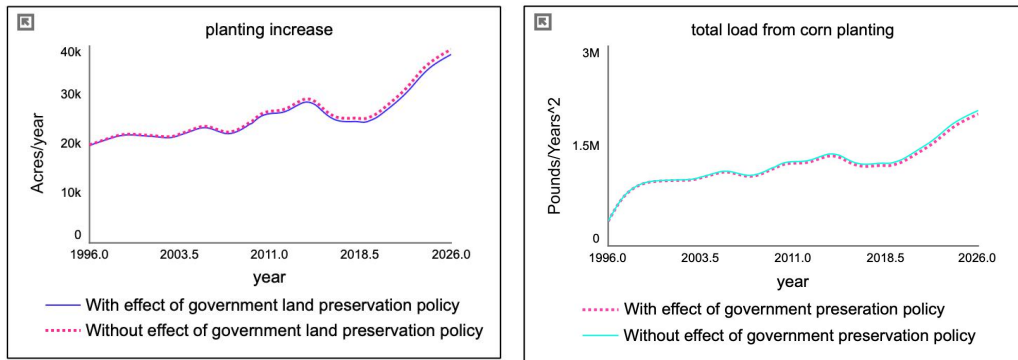 planting increase
40k
30k
20k
10k
0
Acres/year
1996.0 2003.5 2011.0 2018.5 2026.0
year
With effect of government land preservation policy
Without effect of government land preservation policy
total load from corn planting
3M
1.5M
0
Pounds/Years^2
1996.0 2003.5 2011.0 2018.5 2026.0
year
With effect of government preseration policy
Without effect of government preservation policy